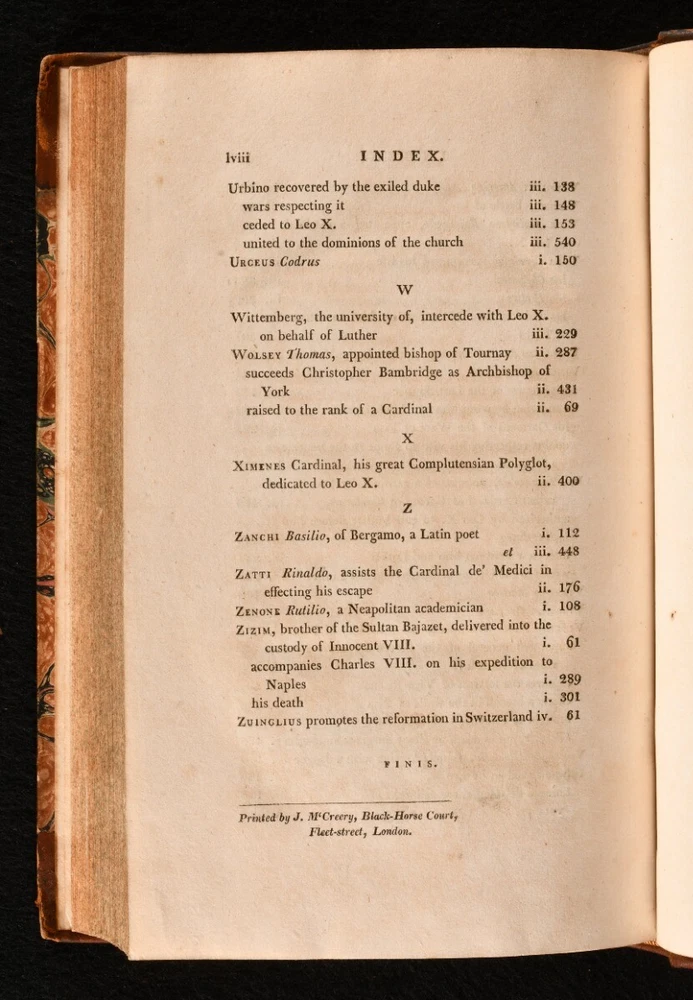 lviii INDEX.
Urbino recovered by the exiled duke iii. 138
wars respecting it iii. 148
ceded to Leo X. iii. 153
united to the dominions of the church iii. 540
URCEUS Codrus i. 150
W
Wittemberg, the university of, intercede with Leo X.
on behalf of Luther iii. 229
WOLSEY Thomas, appointed bishop of Tournay ii. 287
succeeds Christopher Bambridge as Archbishop of
York ii. 431
raised to the rank of a Cardinal ii. 69
X
XIMENES Cardinal, his great Complutensian Polyglot,
dedicated to Leo X. ii. 400
Z
ZANCHI Basilio, of Bergamo, a Latin poet i. 112
et iii. 448
ZATTI Rinaldo, assists the Cardinal de' Medici in
effecting his escape ii. 176
ZENONE Rutilio, a Neapolitan academician i. 108
ZIZIM, brother of the Sultan Bajazet, delivered into the
custody of Innocent VIII. i. 61
accompanies Charles VIII. on his expedition to
Naples i. 289
his death i. 301
ZUINGLIUS promotes the reformation in Switzerland iv. 61
FINIS.
Printed by J. M'Creery, Black-Horse Court,
Fleet-street, London.